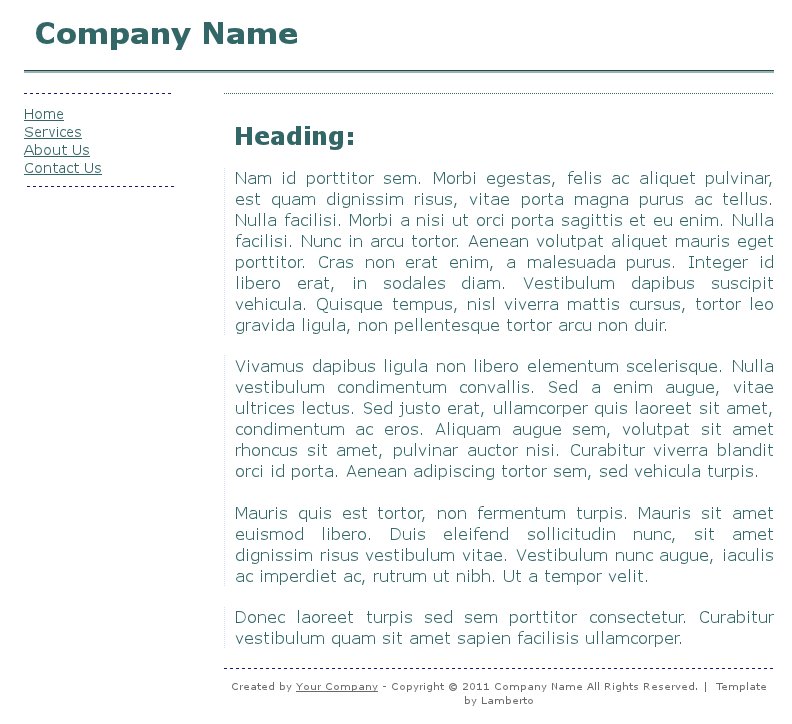 Company Name
Home
Services
About Us
Contact Us
Heading:
Nam id porttitor sem. Morbi egestas, felis ac aliquet pulvinar,
est quam dignissim risus, vitae porta magna purus ac tellus.
Nulla facilisi. Morbi a nisi ut orci porta sagittis et eu enim. Nulla
facilisi. Nunc in arcu tortor. Aenean volutpat aliquet mauris eget
porttitor. Cras non erat enim, a malesuada purus. Integer id
libero erat, in sodales diam. Vestibulum dapibus suscipit
vehicula. Quisque tempus, nisl viverra mattis cursus, tortor leo
gravida ligula, non pellentesque tortor arcu non duir.
Vivamus dapibus ligula non libero elementum scelerisque. Nulla
vestibulum condimentum convallis. Sed a enim augue, vitae
ultrices lectus. Sed justo erat, ullamcorper quis laoreet sit amet,
condimentum ac eros. Aliquam augue sem, volutpat sit amet
rhoncus sit amet, pulvinar auctor nisi. Curabitur viverra blandit
orci id porta. Aenean adipiscing tortor sem, sed vehicula turpis.
Mauris quis est tortor, non fermentum turpis. Mauris sit amet
euismod libero. Duis eleifend sollicitudin nunc, sit amet
dignissim risus vestibulum vitae. Vestibulum nunc augue, iaculis
ac imperdiet ac, rutrum ut nibh. Ut a tempor velit.
Donec laoreet turpis sed sem porttitor consectetur. Curabitur
vestibulum quam sit amet sapien facilisis ullamcorper.
Created by Your Company - Copyright © 2011 Company Name All Rights Reserved. | Template
by Lamberto